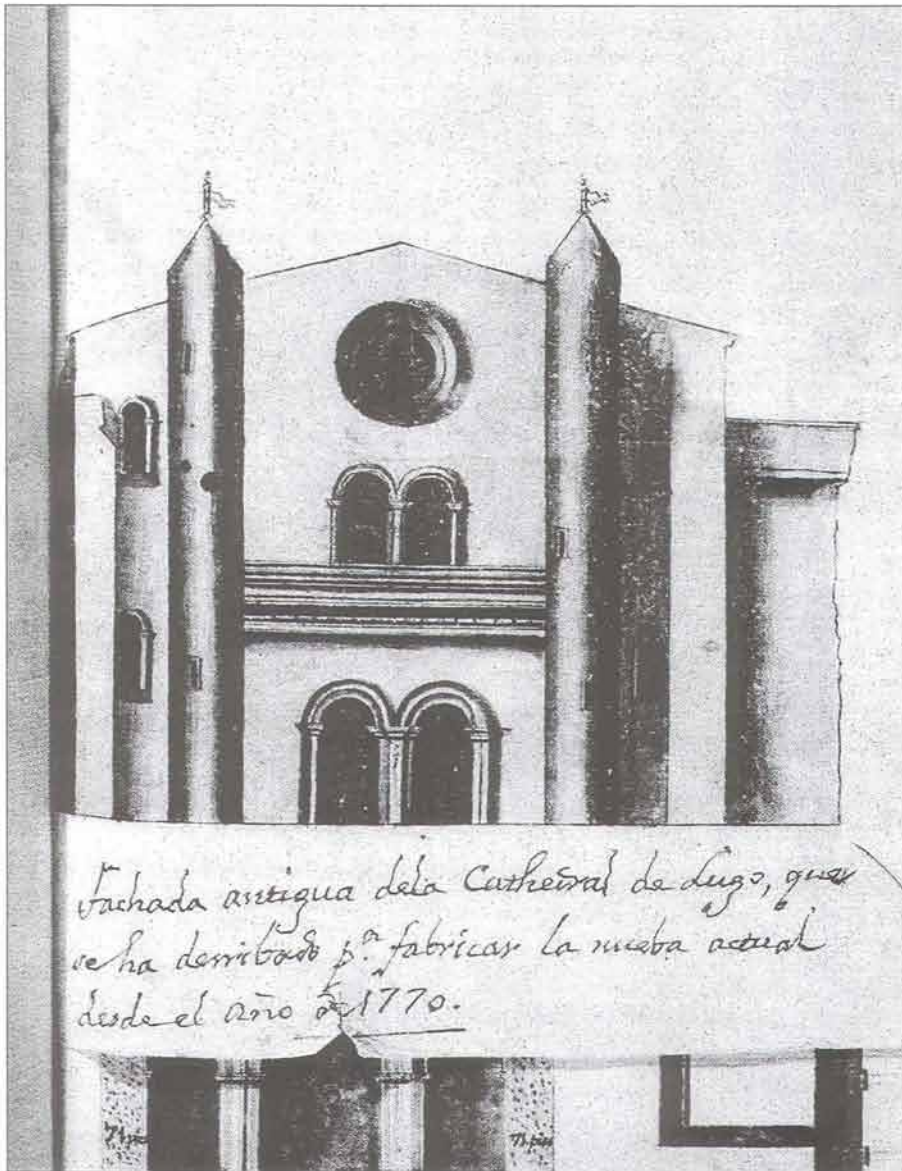 Fachada antigua dela Cathedral de Lugo, que
se ha derribado p.ª fabricar la nueba actual
desde el año de 1770.